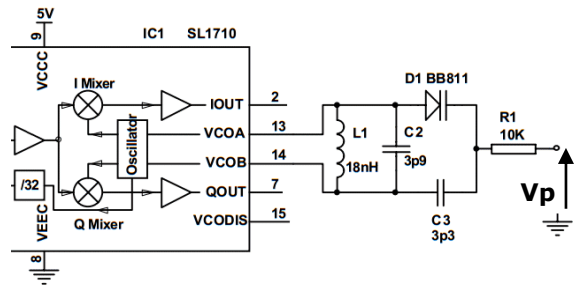 5V
IC1 SL1710
9
VCCC
I Mixer
IOUT 2
D1 BB811
Oscillator
VCOA 13
R1
10K
L1
18nH
C2
3p9
VCOB 14
/32
QOUT 7
Vp
VEEC
Q Mixer
VCODIS 15
C3
3p3
8